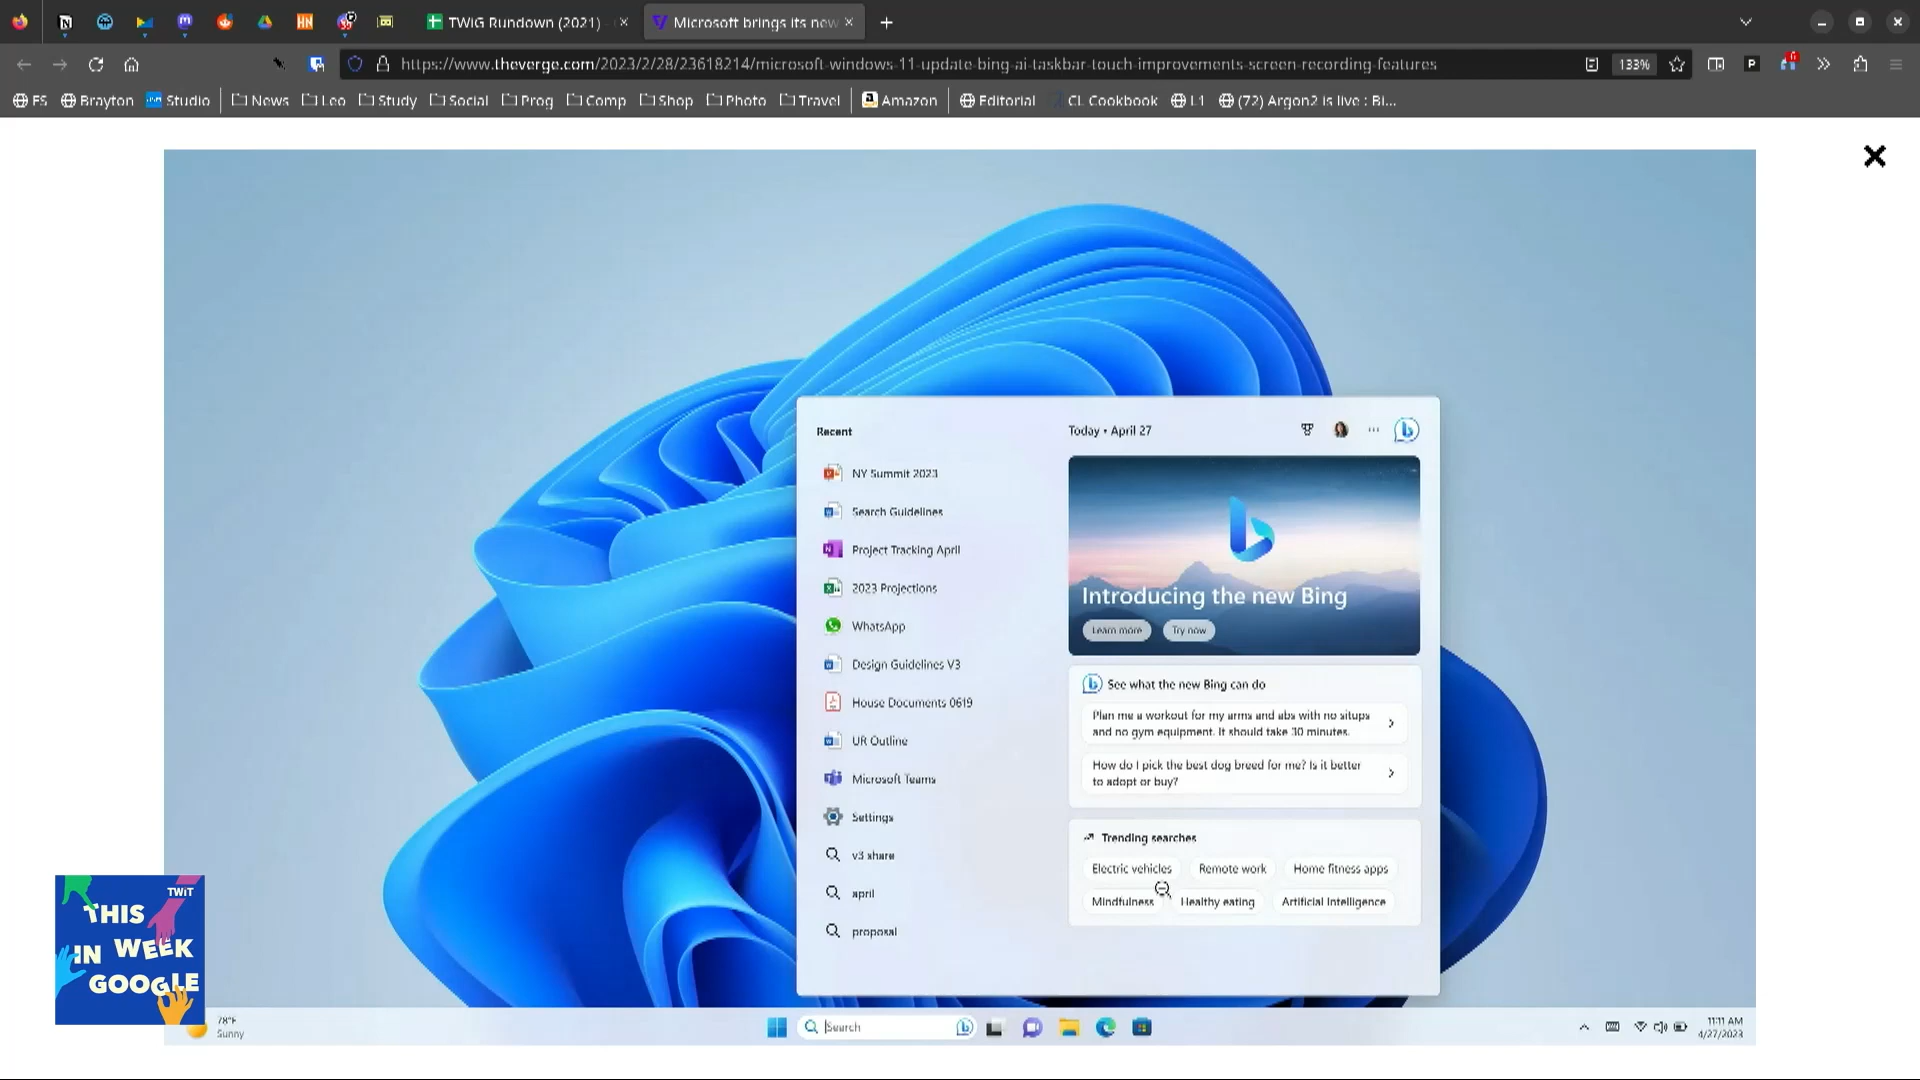 TWiG Rundown (2021)
Microsoft brings its new
https://www.theverge.com/2023/2/28/23618214/microsoft-windows-11-update-bing-ai-taskbar-touch-improvements-screen-recording-features
133%
FS
Brayton
Studio
News
Leo
Study
Social
Prog
Comp
Shop
Photo
Travel
Amazon
Editorial
CL Cookbook
L1
(72) Argon2 is live : Bi...
Recent
NY Summit 2023
Search Guidelines
Project Tracking April
2023 Projections
WhatsApp
Design Guidelines V3
House Documents 0619
UR Outline
Microsoft Teams
Settings
v3 share
april
proposal
Today • April 27
Introducing the new Bing
Learn more
Try now
See what the new Bing can do
Plan me a workout for my arms and abs with no situps
and no gym equipment. It should take 30 minutes.
How do I pick the best dog breed for me? Is it better
to adopt or buy?
Trending searches
Electric vehicles
Remote work
Home fitness apps
Mindfulness
Healthy eating
Artificial Intelligence
TWiT
THIS
IN WEEK
GOOGLE
78°F
Sunny
Search
11:11 AM
4/27/2023